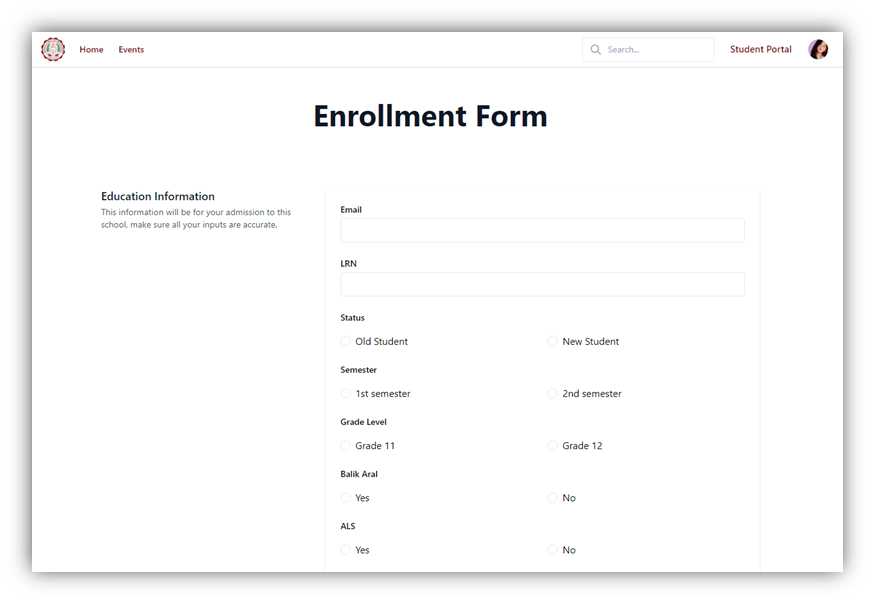 Home Events Search... Student Portal
Enrollment Form
Education Information
This information will be for your admission to this
school, make sure all your inputs are accurate.
Email
LRN
Status
Old Student New Student
Semester
1st semester 2nd semester
Grade Level
Grade 11 Grade 12
Balik Aral
Yes No
ALS
Yes No